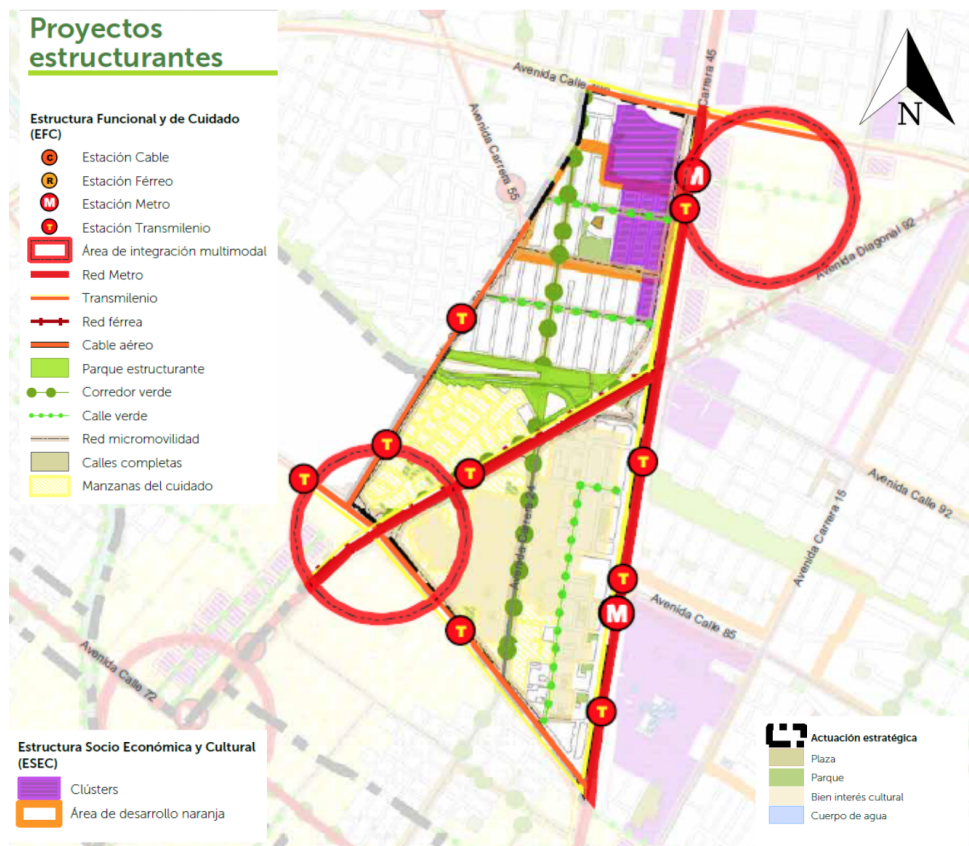 Proyectos
estructurantes
Estructura Funcional y de Cuidado
(EFC)
C Estación Cable
R Estación Férreo
M Estación Metro
T Estación Transmilenio
Área de integración multimodal
Red Metro
Transmilenio
Red férrea
Cable aéreo
Parque estructurante
Corredor verde
Calle verde
Red micromovilidad
Calles completas
Manzanas del cuidado
Avenida Calle
Carrera 45
N
Avenida Carrera 55
M
T
Avenida Diagonal 92
T
T
T
T
T
Avenida Carrera 24
Avenida Carrera 15
Avenida Calle 92
T
M
Avenida Calle 85
T
Avenida Calle 72
T
Estructura Socio Económica y Cultural
(ESEC)
Clústers
Área de desarrollo naranja
Actuación estratégica
Plaza
Parque
Bien interés cultural
Cuerpo de agua